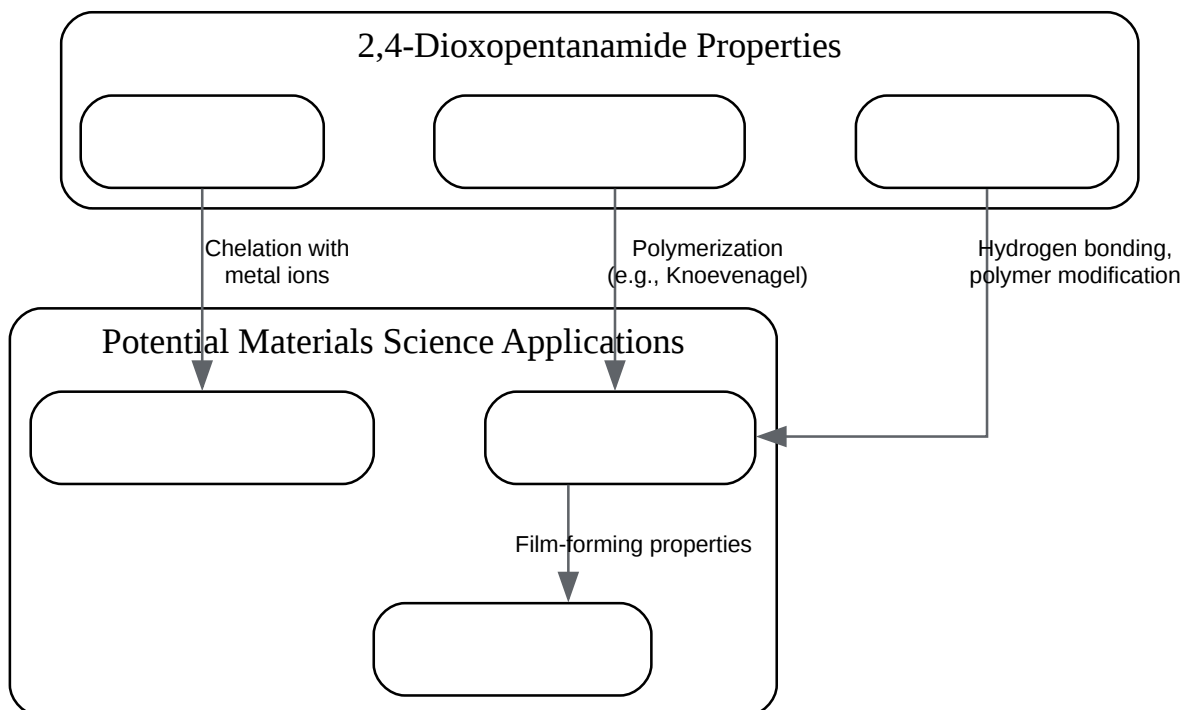 2,4-Dioxopentanamide Properties
Chelation with
metal ions
Polymerization
(e.g., Knoevenagel)
Hydrogen bonding,
polymer modification
Potential Materials Science Applications
Film-forming properties